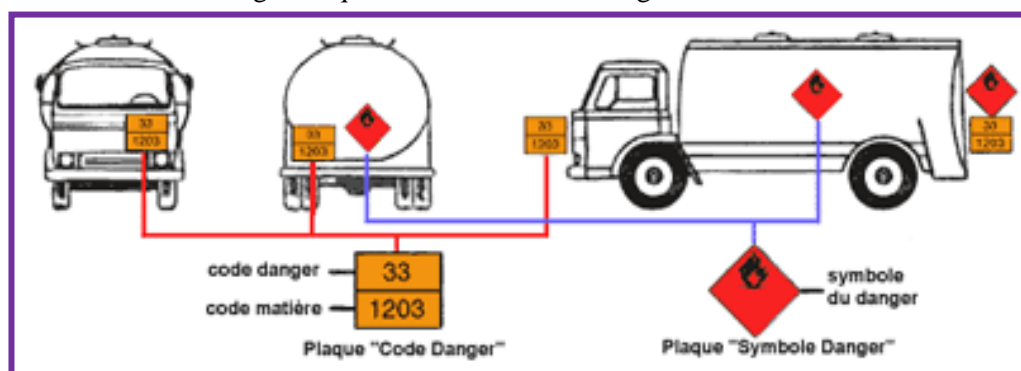 33
1203
33
1203
33
1203
33
1203
code danger
33
code matière
1203
symbole
du danger
Plaque "Code Danger"
Plaque "Symbole Danger"